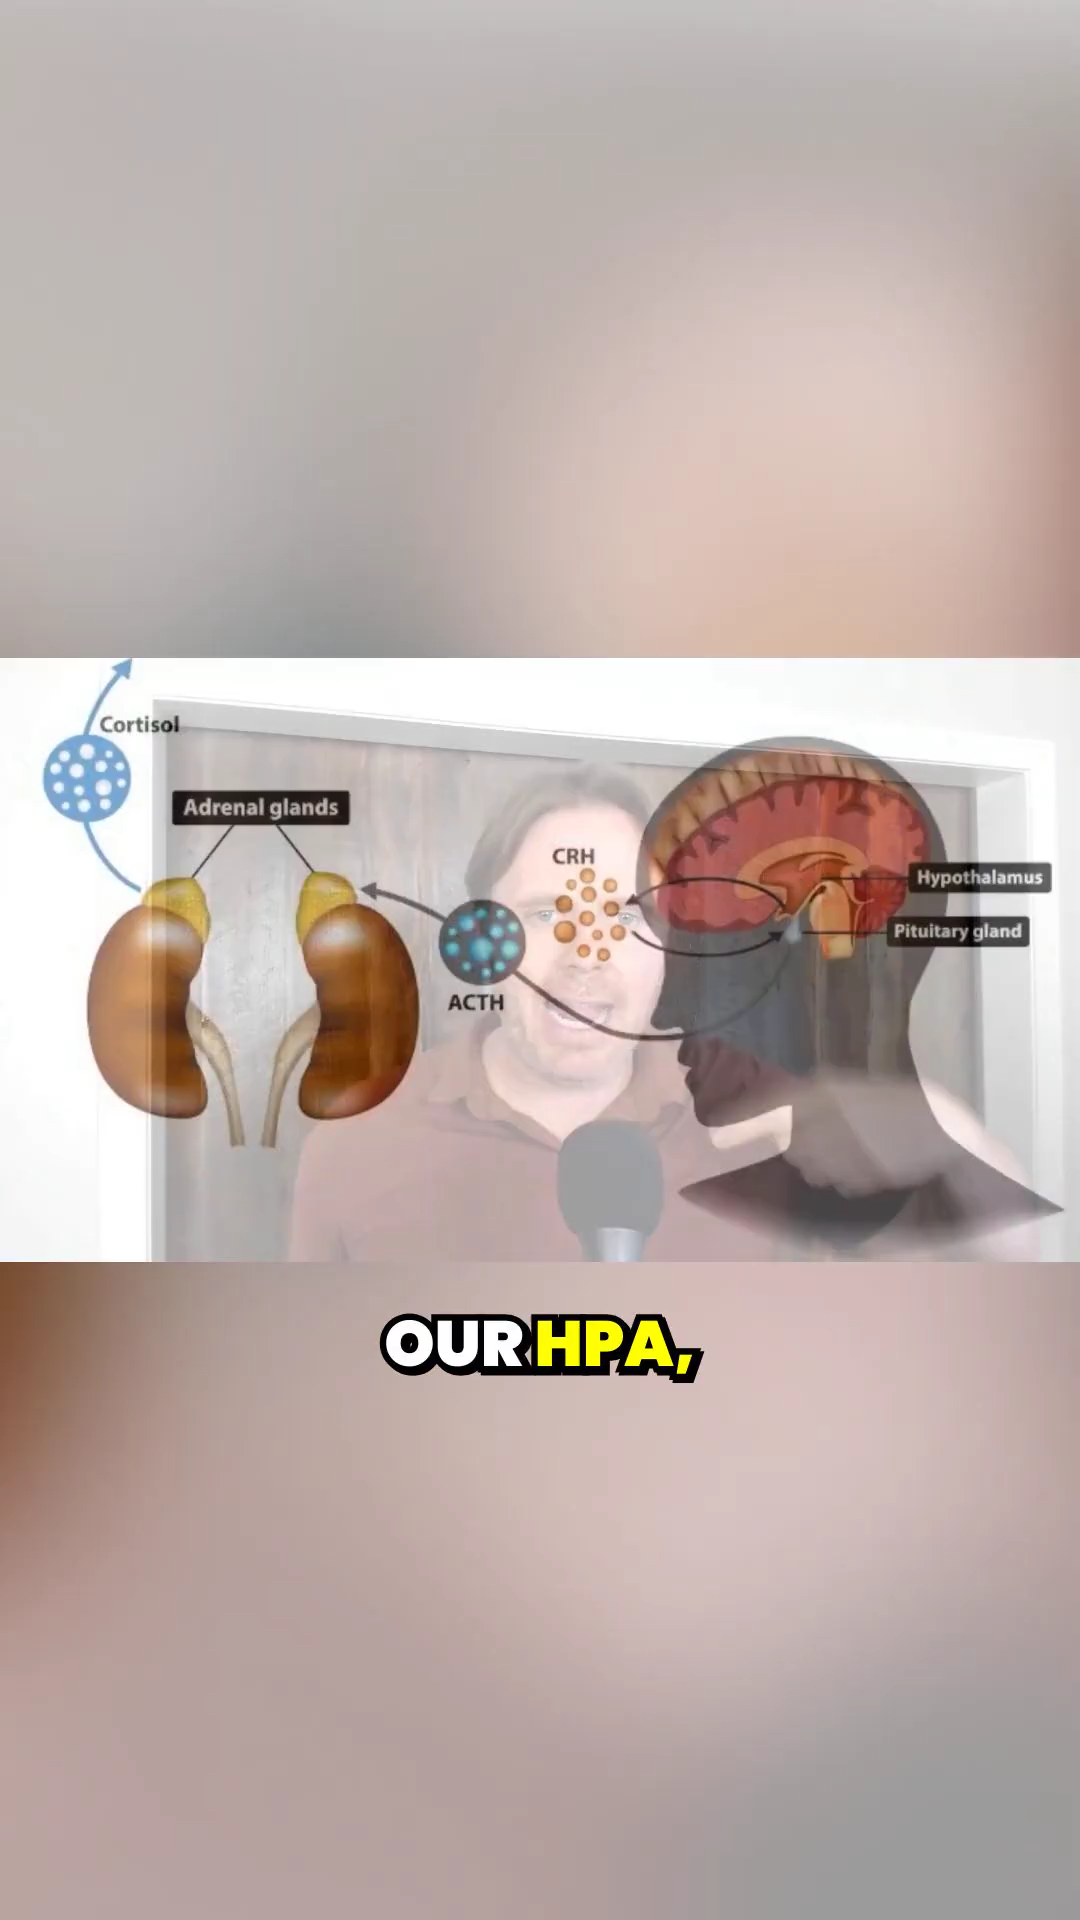 Cortisol
Adrenal glands
CRH
Hypothalamus
Pituitary gland
ACTH
OUR HPA,